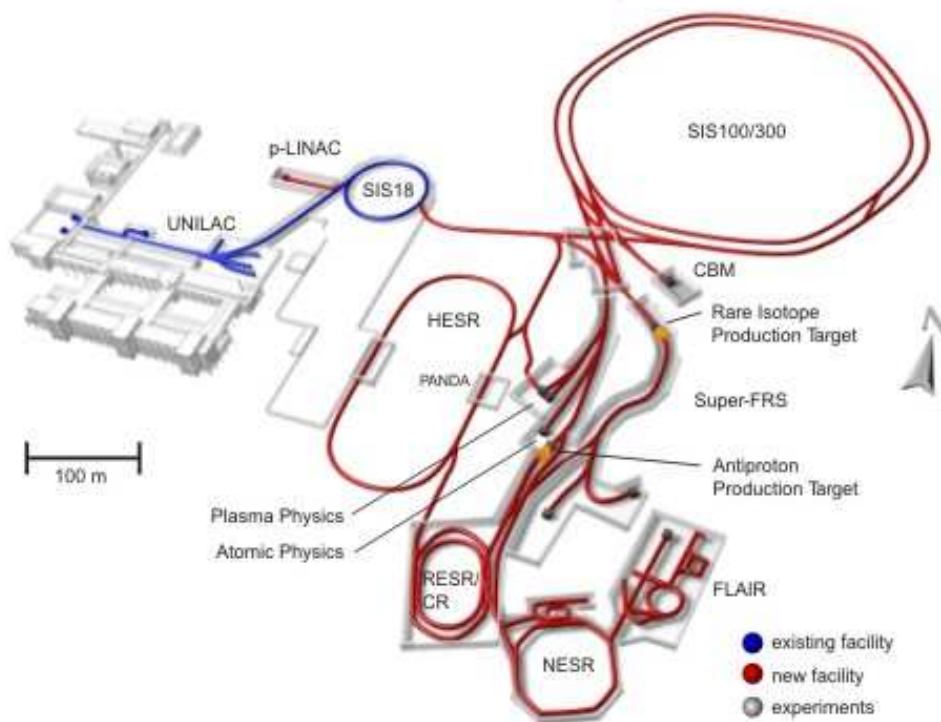 SIS100/300
p-LINAC
SIS18
UNILAC
CBM
HESR
Rare Isotope
Production Target
PANDA
Super-FRS
100 m
Antiproton
Production Target
Plasma Physics
Atomic Physics
RESR/
CR
FLAIR
NESR
existing facility
new facility
experiments